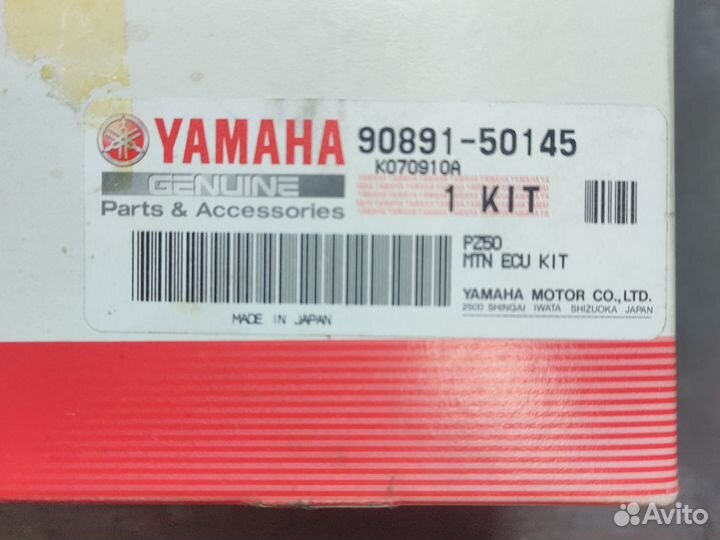 YAMAHA 90891-50145
K070910A
GENUINE
Parts & Accessories
1 KIT
PZ50
MTN ECU KIT
YAMAHA MOTOR CO., LTD.
2500 SHINGAI IWATA SHIZUOKA JAPAN
MADE IN JAPAN
Avito